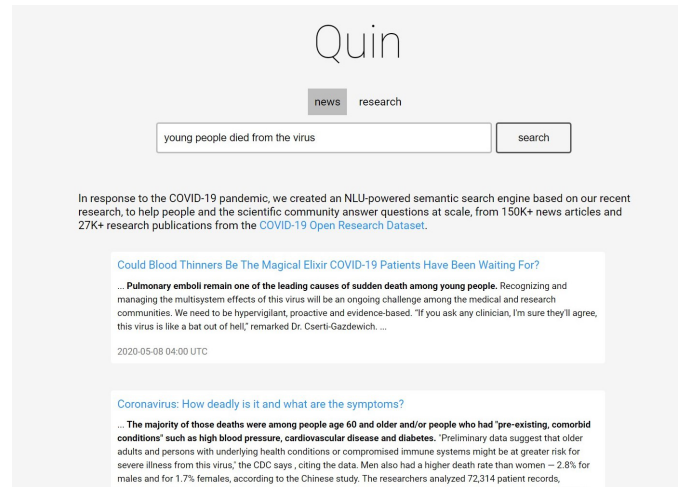 Quin
news research
young people died from the virus search
In response to the COVID-19 pandemic, we created an NLU-powered semantic search engine based on our recent
research, to help people and the scientific community answer questions at scale, from 150K+ news articles and
27K+ research publications from the COVID-19 Open Research Dataset.
Could Blood Thinners Be The Magical Elixir COVID-19 Patients Have Been Waiting For?
... Pulmonary emboli remain one of the leading causes of sudden death among young people. Recognizing and
managing the multisystem effects of this virus will be an ongoing challenge among the medical and research
communities. We need to be hypervigilant, proactive and evidence-based. "If you ask any clinician, I'm sure they'll agree,
this virus is like a bat out of hell," remarked Dr. Cserti-Gazdewich. ...
2020-05-08 04:00 UTC
Coronavirus: How deadly is it and what are the symptoms?
... The majority of those deaths were among people age 60 and older and/or people who had "pre-existing, comorbid
conditions" such as high blood pressure, cardiovascular disease and diabetes. "Preliminary data suggest that older
adults and persons with underlying health conditions or compromised immune systems might be at greater risk for
severe illness from this virus," the CDC says , citing the data. Men also had a higher death rate than women — 2.8% for
males and for 1.7% females, according to the Chinese study. The researchers analyzed 72,314 patient records,